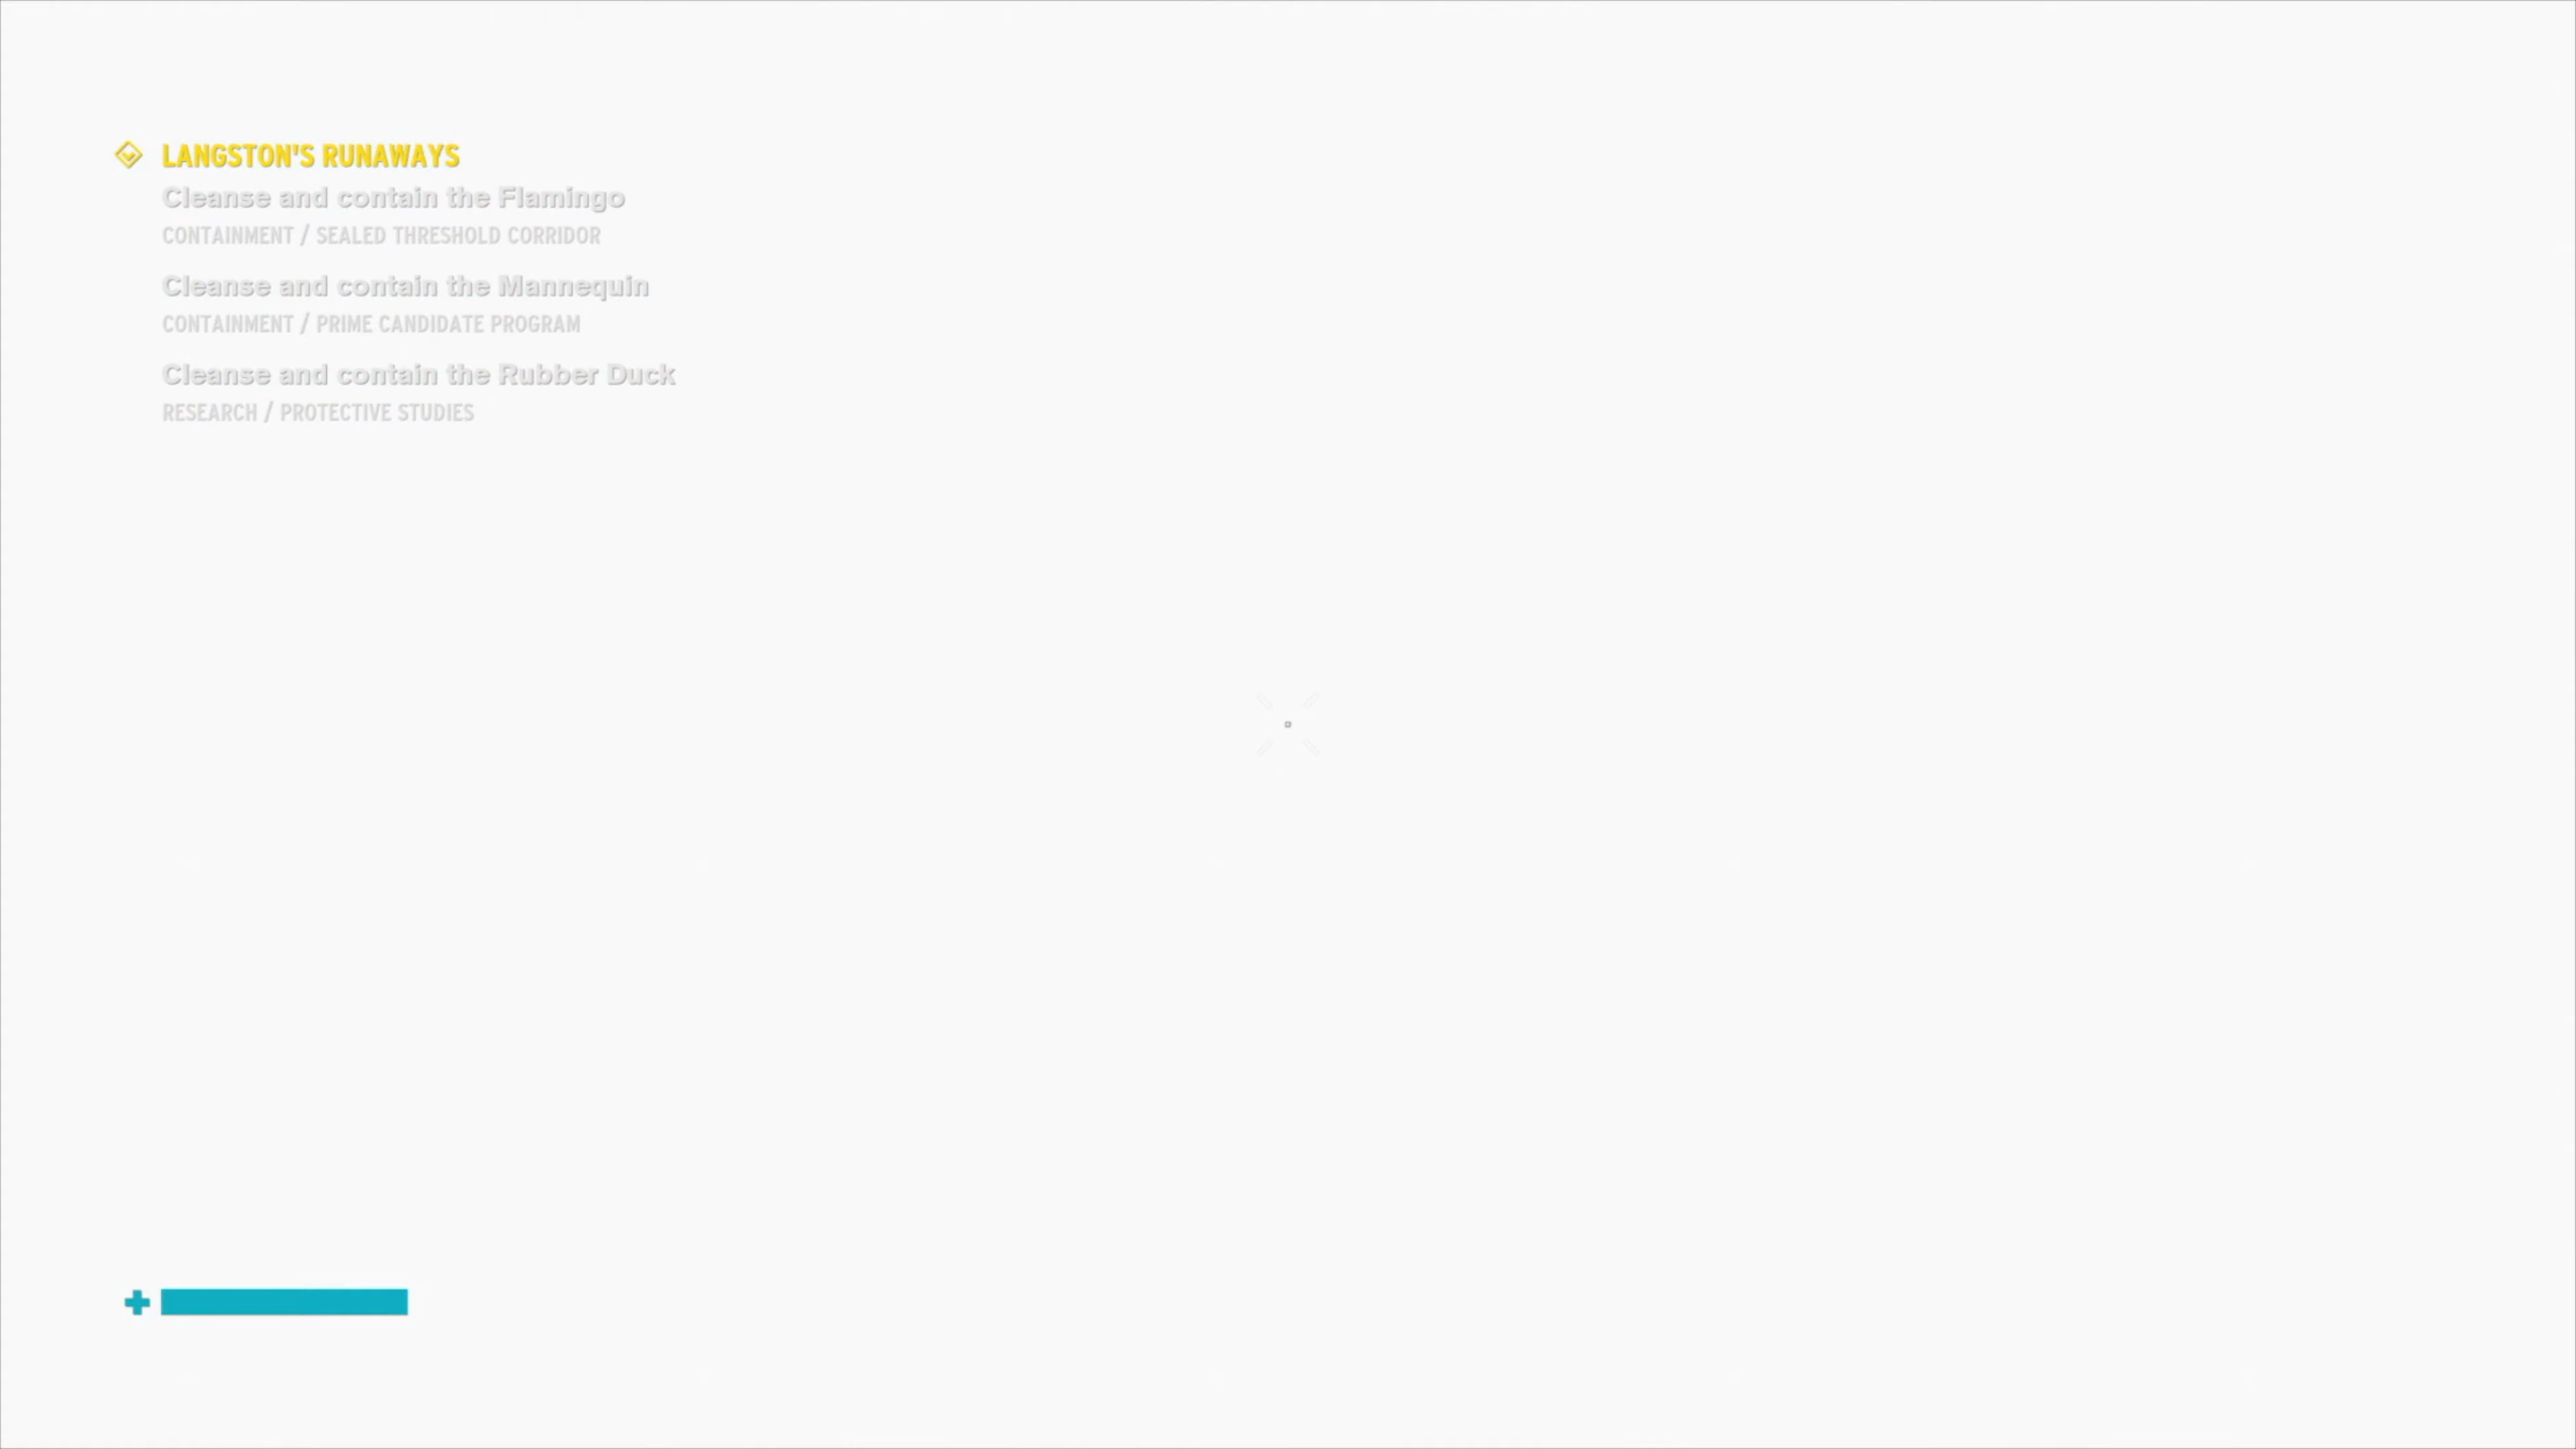 LANGSTON'S RUNAWAYS
Cleanse and contain the Flamingo
CONTAINMENT / SEALED THRESHOLD CORRIDOR
Cleanse and contain the Mannequin
CONTAINMENT / PRIME CANDIDATE PROGRAM
Cleanse and contain the Rubber Duck
RESEARCH / PROTECTIVE STUDIES